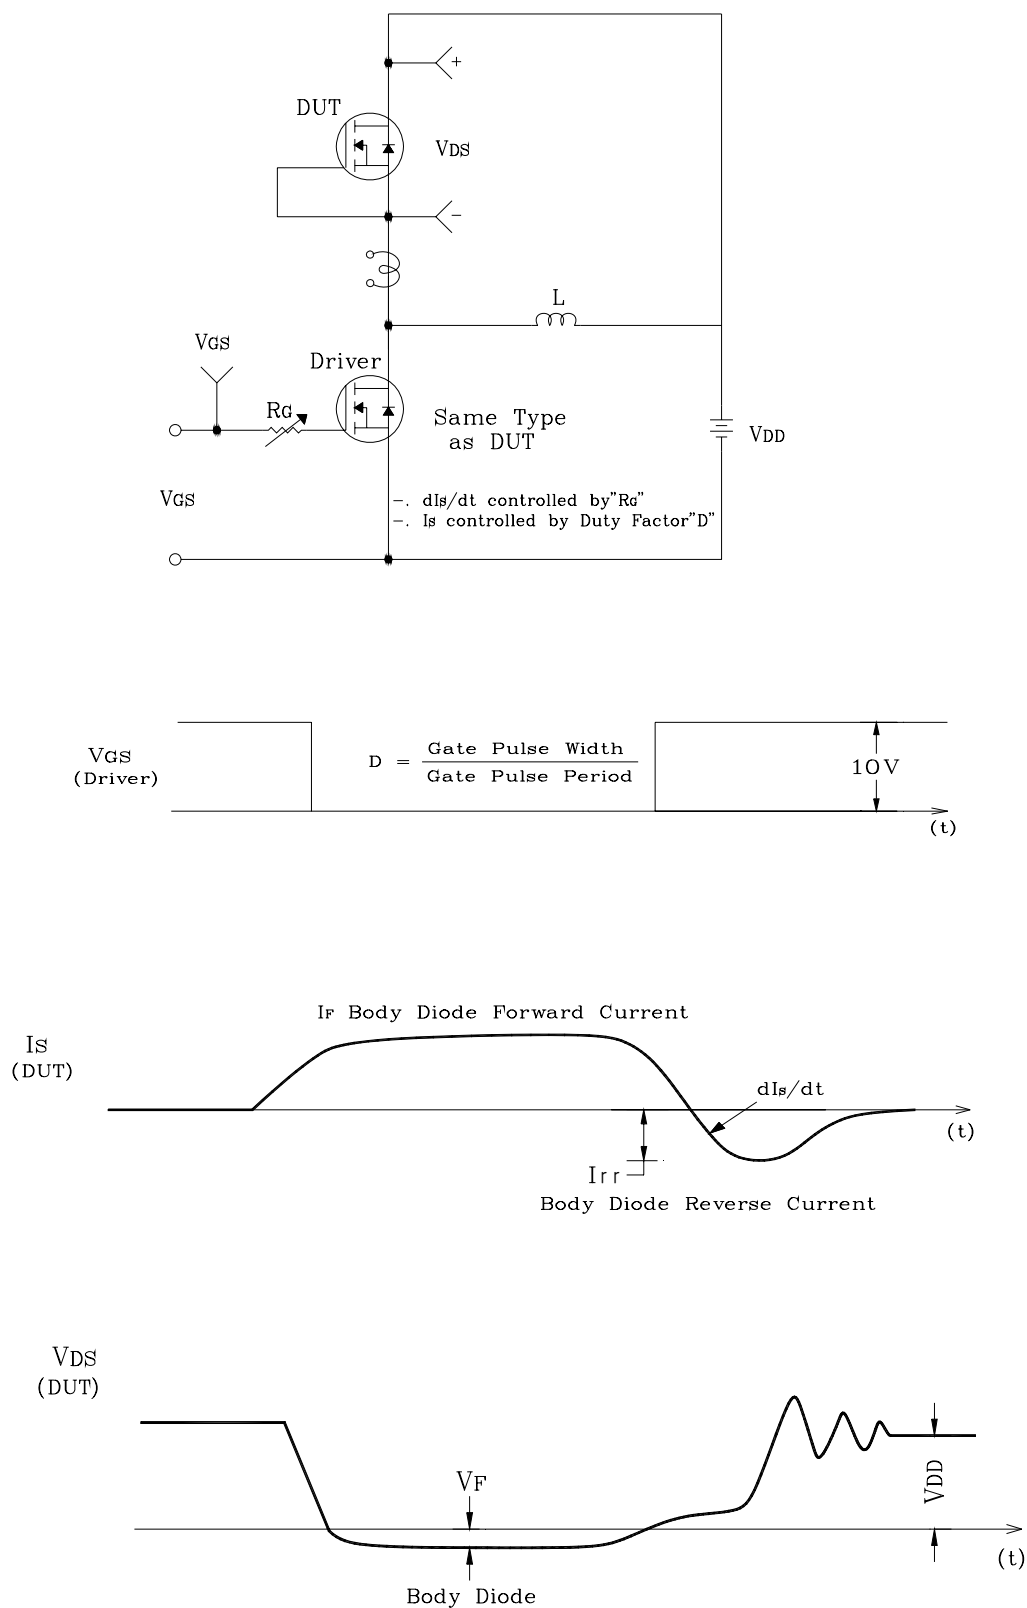 +
DUT
VDS
−
L
VGS
Driver
RG
Same Type
as DUT
VDD
VGS
−. dIs/dt controlled by"RG"
−. Is controlled by Duty Factor"D"
VGS
(Driver)
D = Gate Pulse Width
Gate Pulse Period
10V
(t)
IF Body Diode Forward Current
IS
(DUT)
dIs/dt
(t)
Irr
Body Diode Reverse Current
VDS
(DUT)
VF
VDD
(t)
Body Diode